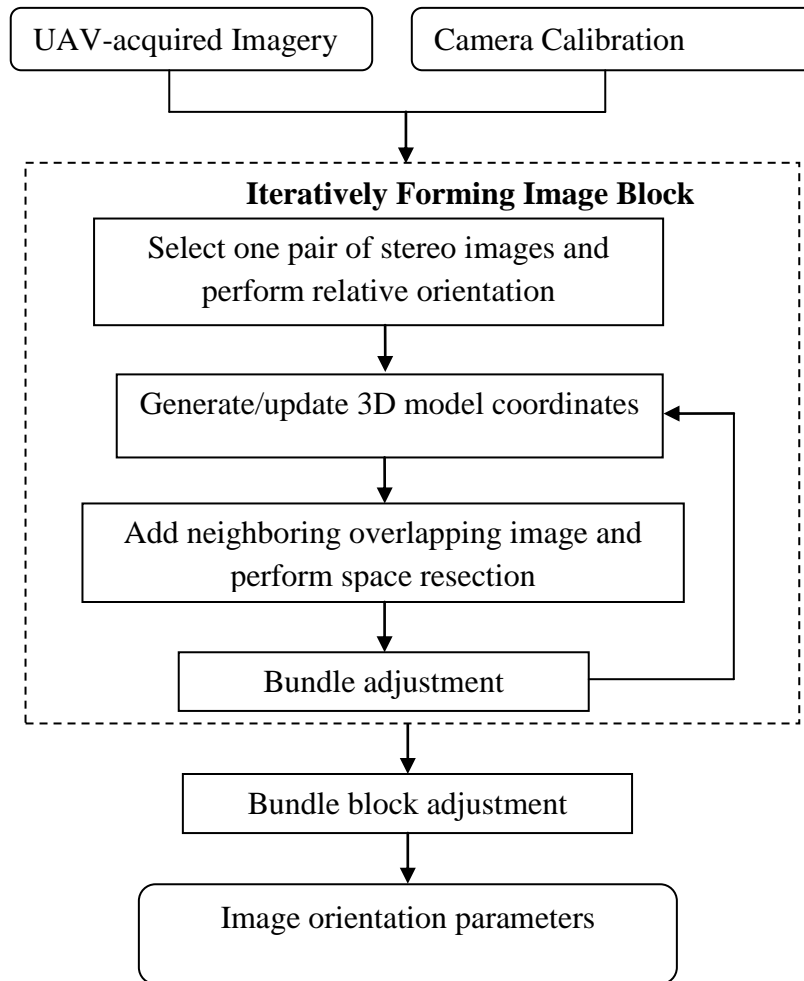 UAV-acquired Imagery
Camera Calibration
Iteratively Forming Image Block
Select one pair of stereo images and
perform relative orientation
Generate/update 3D model coordinates
Add neighboring overlapping image and
perform space resection
Bundle adjustment
Bundle block adjustment
Image orientation parameters